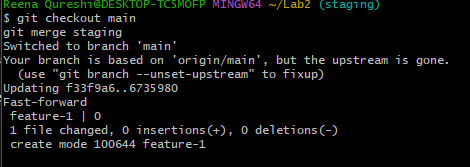 Reena Qureshi@DESKTOP-TC5MOFP MINGW64 ~/Lab2 (staging)
$ git checkout main
git merge staging
Switched to branch 'main'
Your branch is based on 'origin/main', but the upstream is gone.
  (use "git branch --unset-upstream" to fixup)
Updating f33f9a6..6735980
Fast-forward
 feature-1 | 0
 1 file changed, 0 insertions(+), 0 deletions(-)
 create mode 100644 feature-1